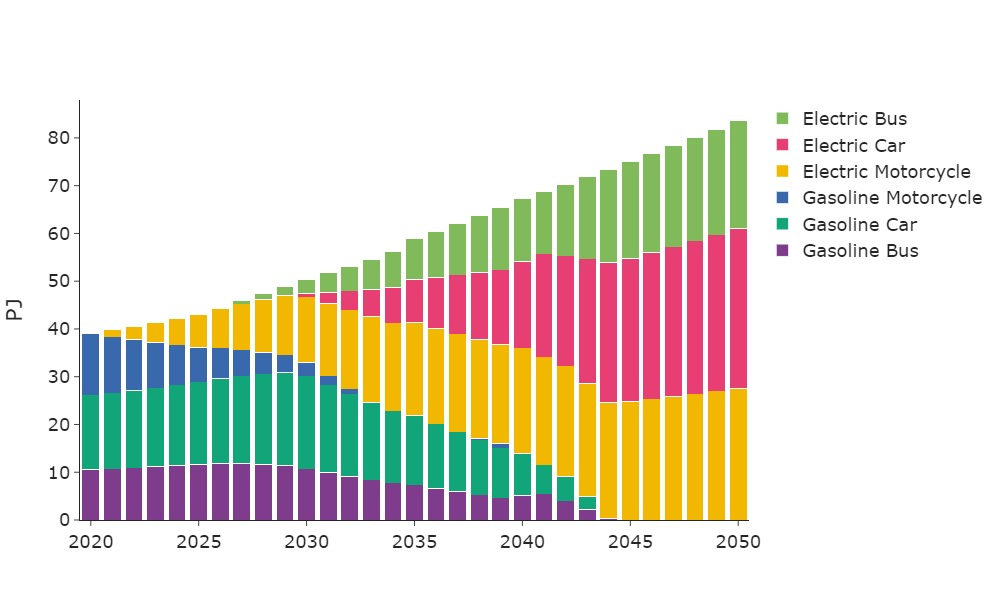 Electric Bus
Electric Car
Electric Motorcycle
Gasoline Motorcycle
Gasoline Car
Gasoline Bus
PJ
80
70
60
50
40
30
20
10
0
2020 2025 2030 2035 2040 2045 2050